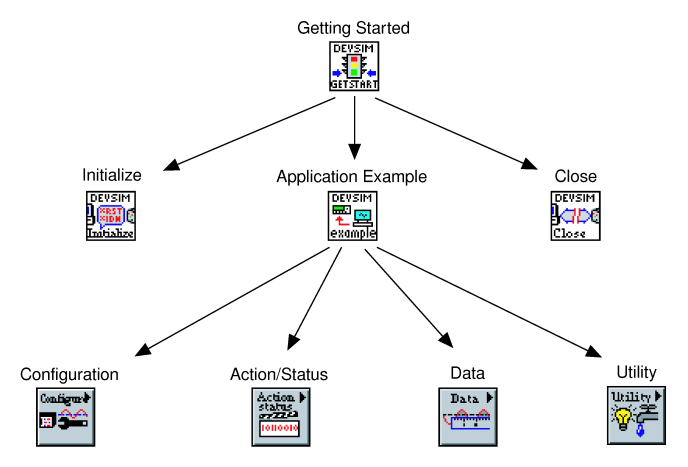 Getting Started
DEVSIM
GETSTART
Initialize
Application Example
Close
DEVSIM
*RST
*IDN
Initialize
DEVSIM
example
DEVSIM
Close
Configuration
Action/Status
Data
Utility
Configure
Action
status
10110010
Data
Utility